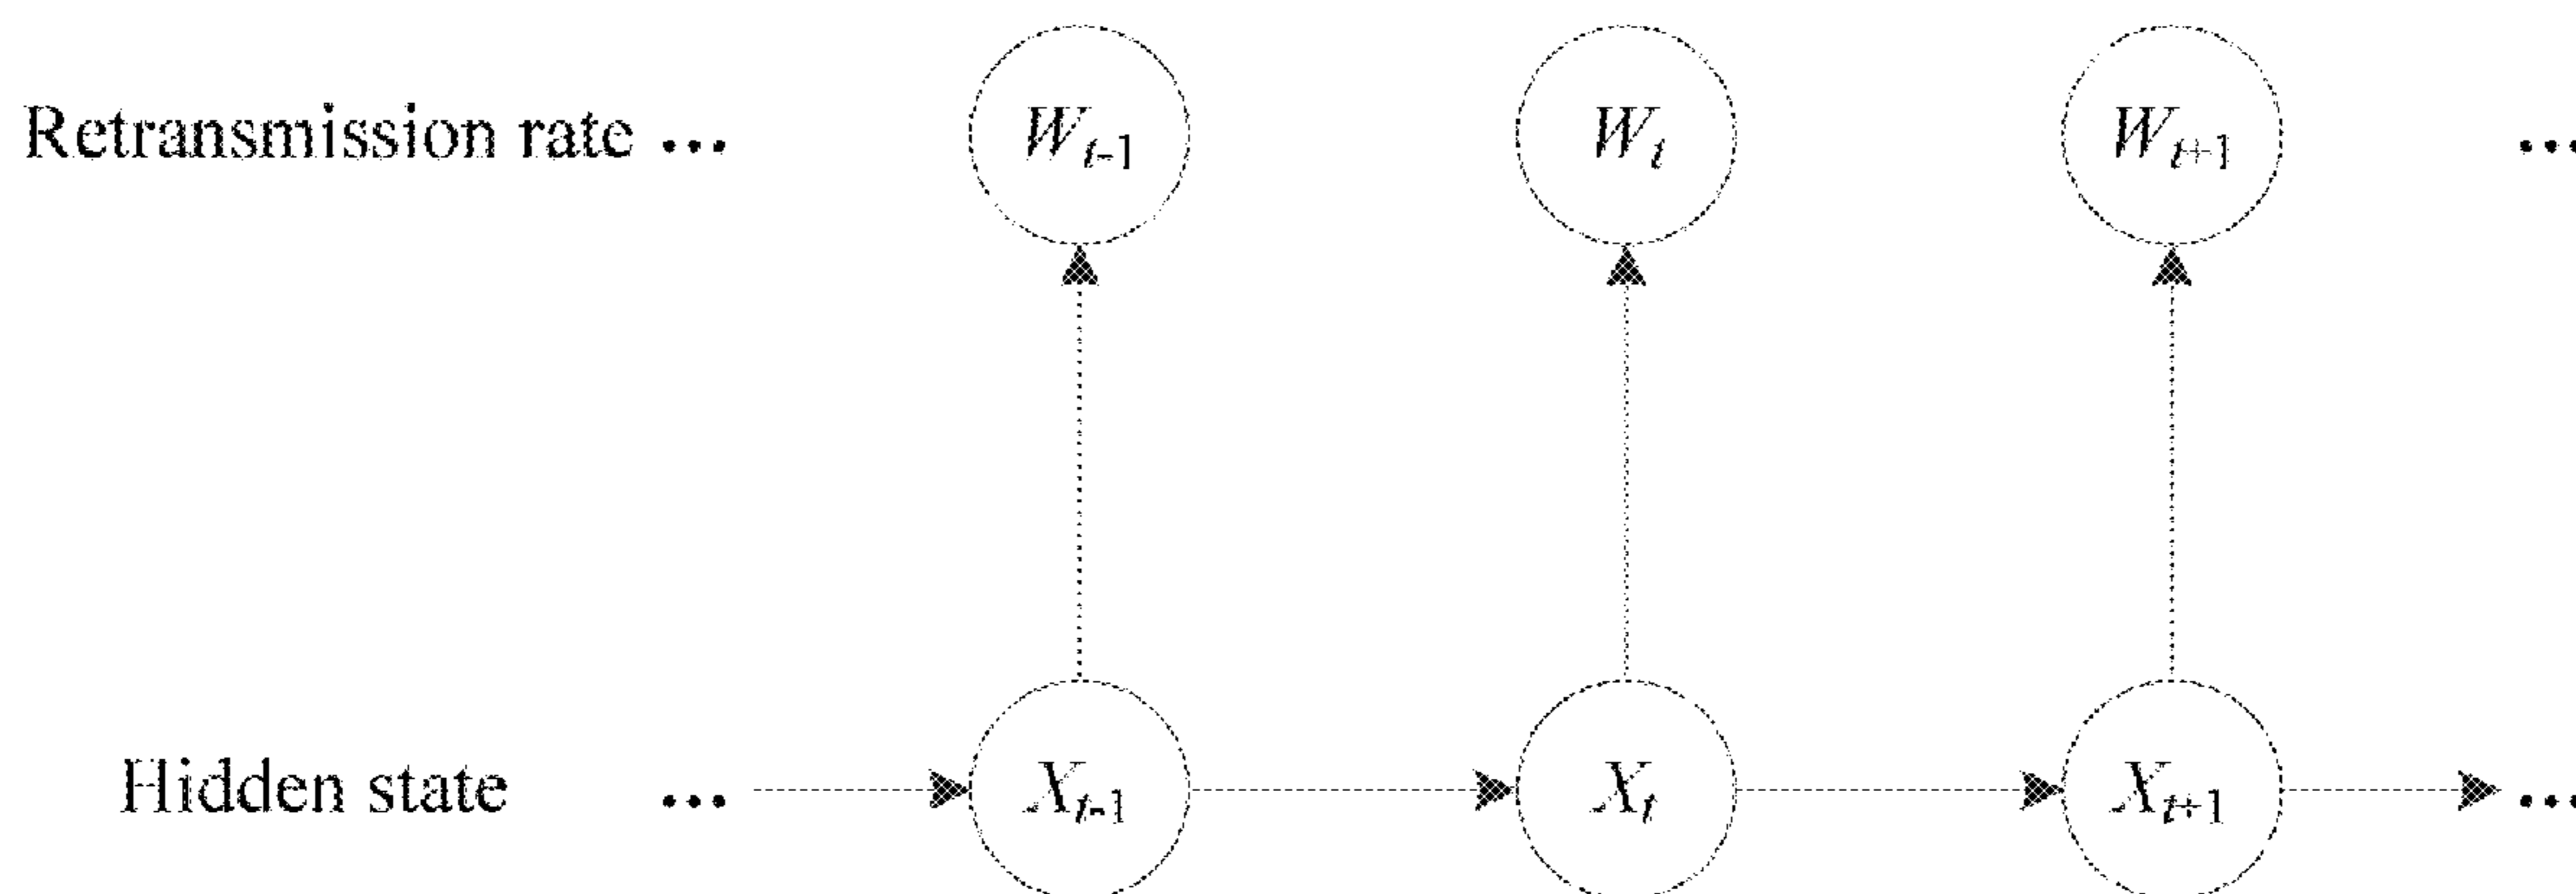 Retransmission rate ... W_{t-1} W_t W_{t+1} ...
Hidden state ... X_{t-1} X_t X_{t+1} ...